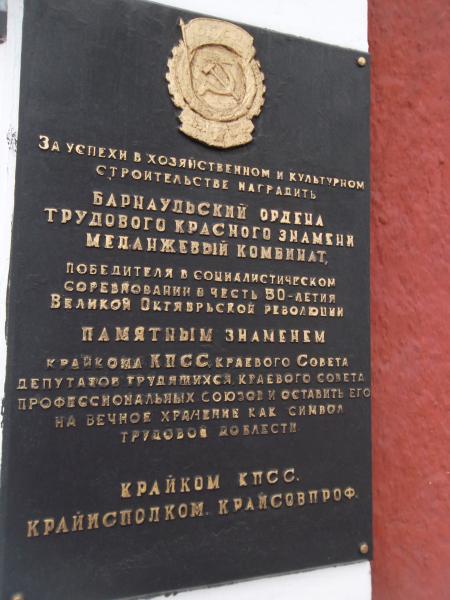 За успехи в хозяйственном и культурном
строительстве наградить
Барнаульский ордена
Трудового Красного Знамени
меланжевый комбинат,
победителя в социалистическом
соревновании в честь 50-летия
Великой Октябрьской революции
памятным знаменем
крайкома КПСС, краевого Совета
депутатов трудящихся, краевого совета
профессиональных союзов и оставить его
на вечное хранение как символ
трудовой доблести
Крайком КПСС.
Крайисполком. Крайсовпроф.